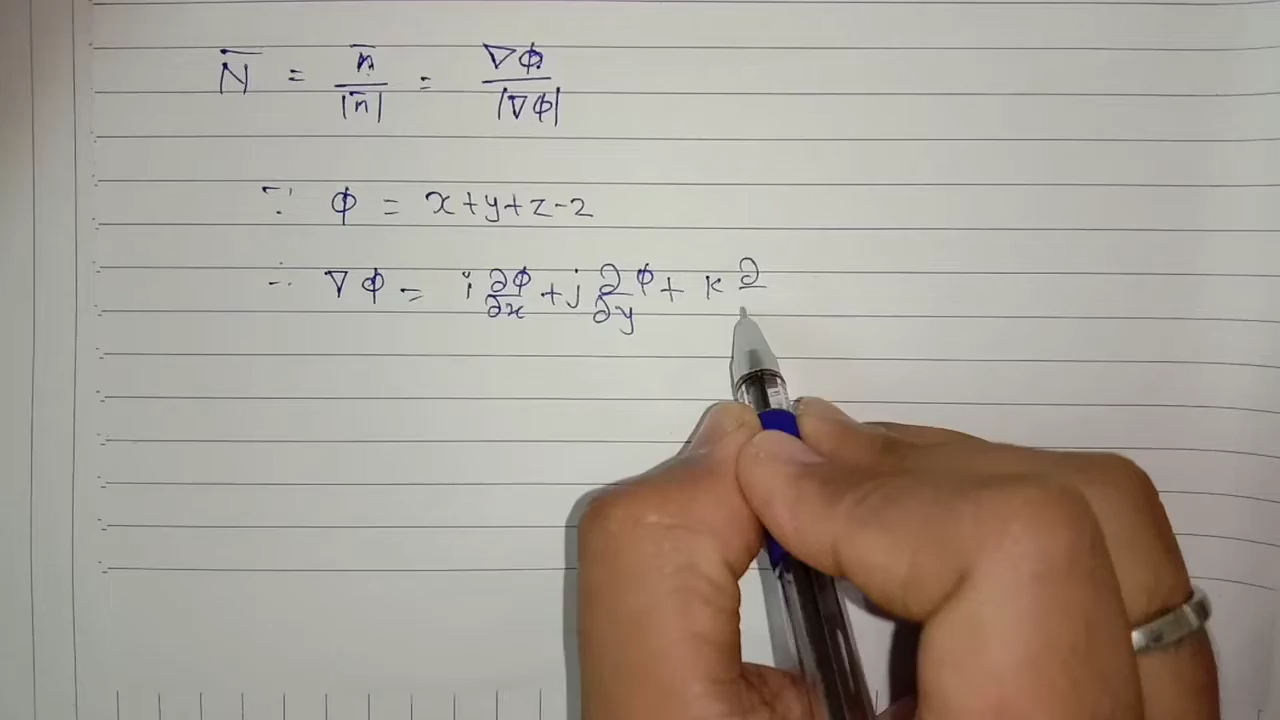 N̄ = n̄/|n̄| = ∇ϕ/|∇ϕ|
∵ ϕ = x+y+z-2
∴ ∇ϕ = i ∂ϕ/∂x + j ∂/∂y ϕ + k ∂